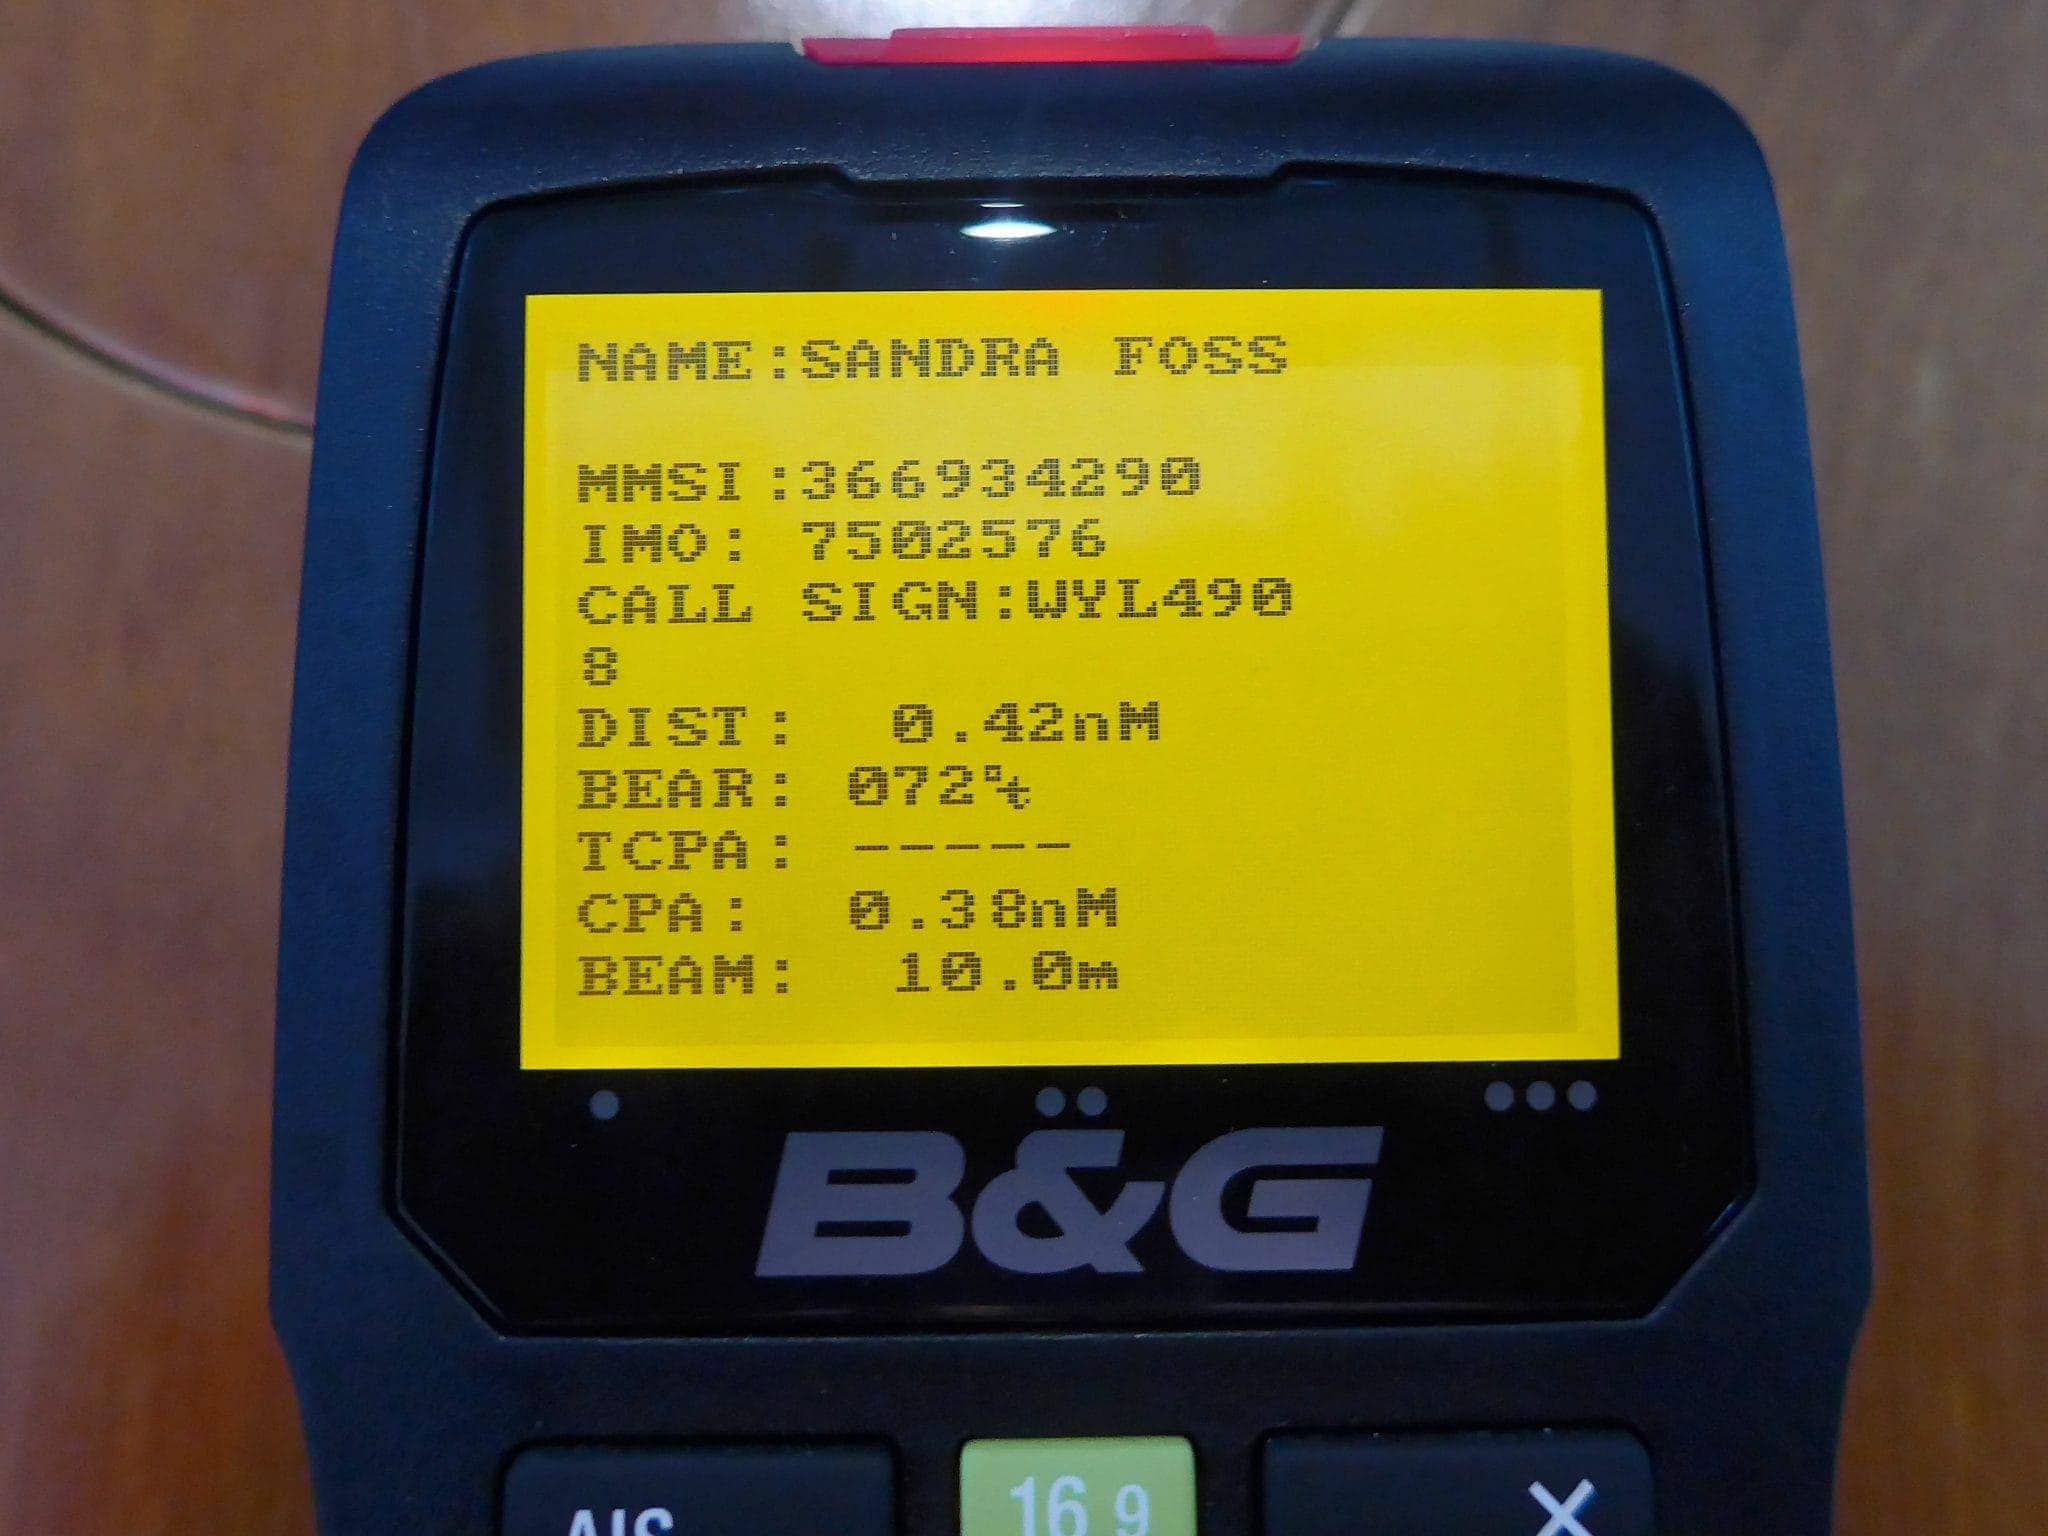 NAME:SANDRA FOSS
MMSI:366934290
IMO: 7502576
CALL SIGN:WYL490
8
DIST: 0.42nM
BEAR: 072°t
TCPA: -----
CPA: 0.38nM
BEAM: 10.0m
B&G
AIS 16 9 X